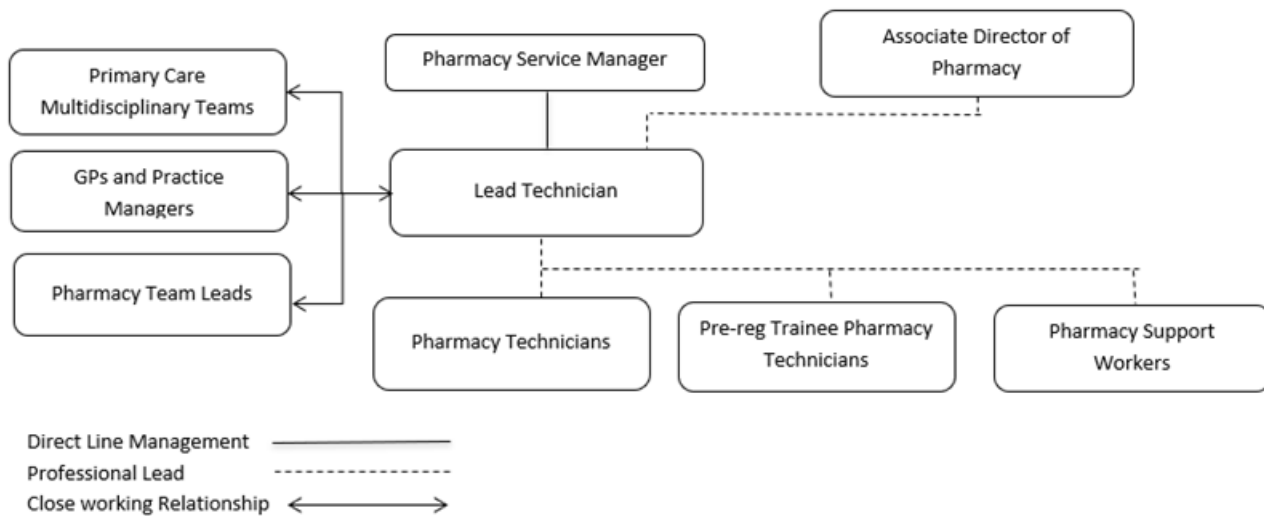 Primary Care
Multidisciplinary Teams
Pharmacy Service Manager
Associate Director of
Pharmacy
GPs and Practice
Managers
Lead Technician
Pharmacy Team Leads
Pharmacy Technicians
Pre-reg Trainee Pharmacy
Technicians
Pharmacy Support
Workers
Direct Line Management
Professional Lead
Close working Relationship